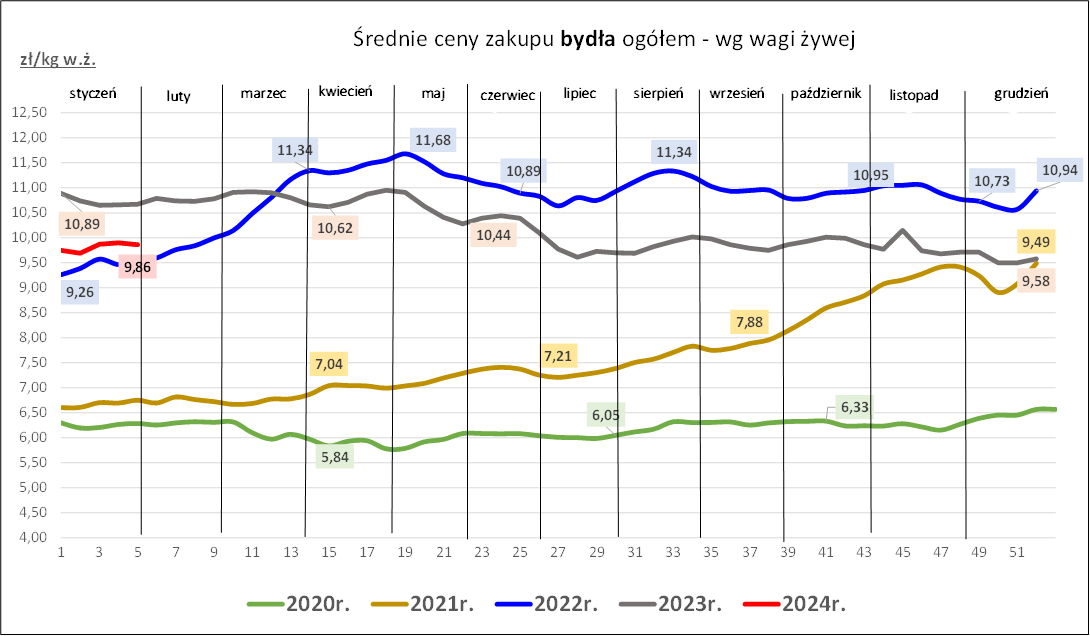 Średnie ceny zakupu bydła ogółem - wg wagi żywej
zł/kg w.ż.
styczeń luty marzec kwiecień maj czerwiec lipiec sierpień wrzesień październik listopad grudzień
12,50
12,00
11,50
11,00
10,50
10,00
9,50
9,00
8,50
8,00
7,50
7,00
6,50
6,00
5,50
5,00
4,50
4,00
11,34 11,68 10,89 11,34 10,95 10,73 10,94
10,89 10,62 10,44 9,49
9,86
9,26 9,58
7,04 7,21 7,88
6,05 6,33
5,84
1 3 5 7 9 11 13 15 17 19 21 23 25 27 29 31 33 35 37 39 41 43 45 47 49 51
2020r. 2021r. 2022r. 2023r. 2024r.